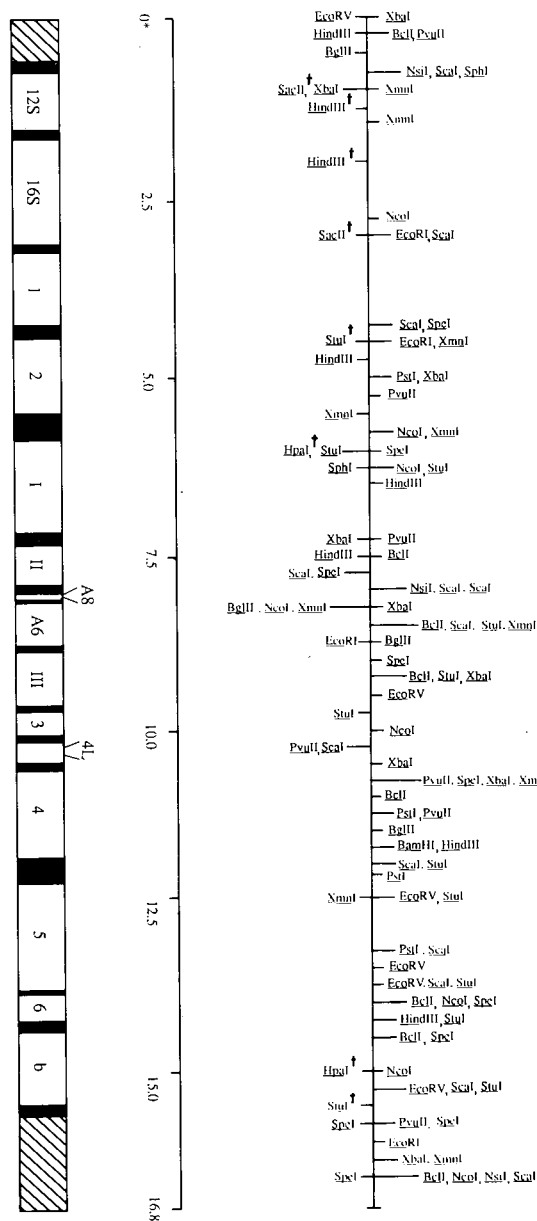 0*
2.5
5.0
7.5
10.0
12.5
15.0
16.8
12S
16S
1
2
I
II
A8
A6
III
3
4L
4
5
6
b
EcoRV XbaI
HindIII BclI, PvuII
BglII
NsiI, ScaI, SphI
SacII,† XbaI XmnI
HindIII†
XmnI
HindIII†
NcoI
SacII† EcoRI, ScaI
ScaI, SpeI
StuI† EcoRI, XmnI
HindIII
PstI, XbaI
PvuII
XmnI
NcoI, XmnI
HpaI,† StuI SpeI
SphI NcoI, StuI
HindIII
XbaI PvuII
HindIII BclI
ScaI, SpeI
NsiI, ScaI, ScaI
BglII, NcoI, XmnI XbaI
BclI, ScaI, StuI, XmnI
EcoRI BglII
SpeI
BclI, StuI, XbaI
EcoRV
StuI
NcoI
PvuII, ScaI
XbaI
PvuII, SpeI, XbaI, Xm
BclI
PstI, PvuII
BglII
BamHI, HindIII
ScaI, StuI
PstI
XmnI EcoRV, StuI
PstI, ScaI
EcoRV
EcoRV, ScaI, StuI
BclI, NcoI, SpeI
HindIII, StuI
BclI, SpeI
HpaI† NcoI
EcoRV, ScaI, StuI
StuI†
SpeI PvuII, SpeI
EcoRI
XbaI, XmnI
SpeI BclI, NcoI, NsiI, ScaI